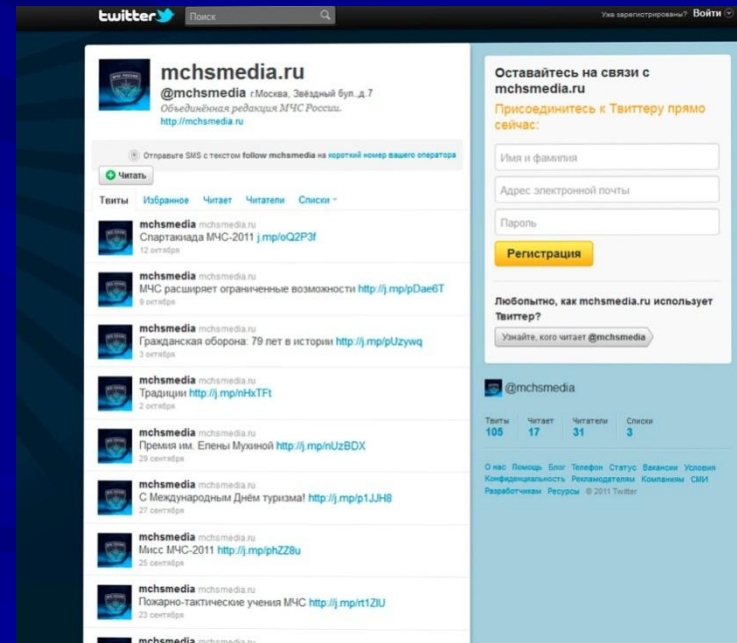 twitter
Поиск
Уже зарегистрированы? Войти
mchsmedia.ru
@mchsmedia г.Москва, Звёздный бул.,д.7
Объединённая редакция МЧС России.
http://mchsmedia.ru
Отправьте SMS с текстом follow mchsmedia на короткий номер вашего оператора
Читать
Твиты Избранное Читает Читатели Списки
mchsmedia mchsmedia.ru
Спартакиада МЧС-2011 j.mp/oQ2P3f
12 октября
mchsmedia mchsmedia.ru
МЧС расширяет ограниченные возможности http://j.mp/pDae6T
9 октября
mchsmedia mchsmedia.ru
Гражданская оборона: 79 лет в истории http://j.mp/pUzywq
3 октября
mchsmedia mchsmedia.ru
Традиции http://j.mp/nHxTFt
2 октября
mchsmedia mchsmedia.ru
Премия им. Елены Мухиной http://j.mp/nUzBDX
29 сентября
mchsmedia mchsmedia.ru
С Международным Днём туризма! http://j.mp/p1JJH8
27 сентября
mchsmedia mchsmedia.ru
Мисс МЧС-2011 http://j.mp/phZZ8u
25 сентября
mchsmedia mchsmedia.ru
Пожарно-тактические учения МЧС http://j.mp/rt1ZIU
23 сентября
mchsmedia mchsmedia.ru
Оставайтесь на связи с
mchsmedia.ru
Присоединитесь к Твиттеру прямо
сейчас:
Имя и фамилия
Адрес электронной почты
Пароль
Регистрация
Любопытно, как mchsmedia.ru использует
Твиттер?
Узнайте, кого читает @mchsmedia
@mchsmedia
Твиты Читает Читатели Списки
105 17 31 3
О нас Помощь Блог Телефон Статус Вакансии Условия
Конфиденциальность Рекламодателям Компаниям СМИ
Разработчикам Ресурсы © 2011 Twitter